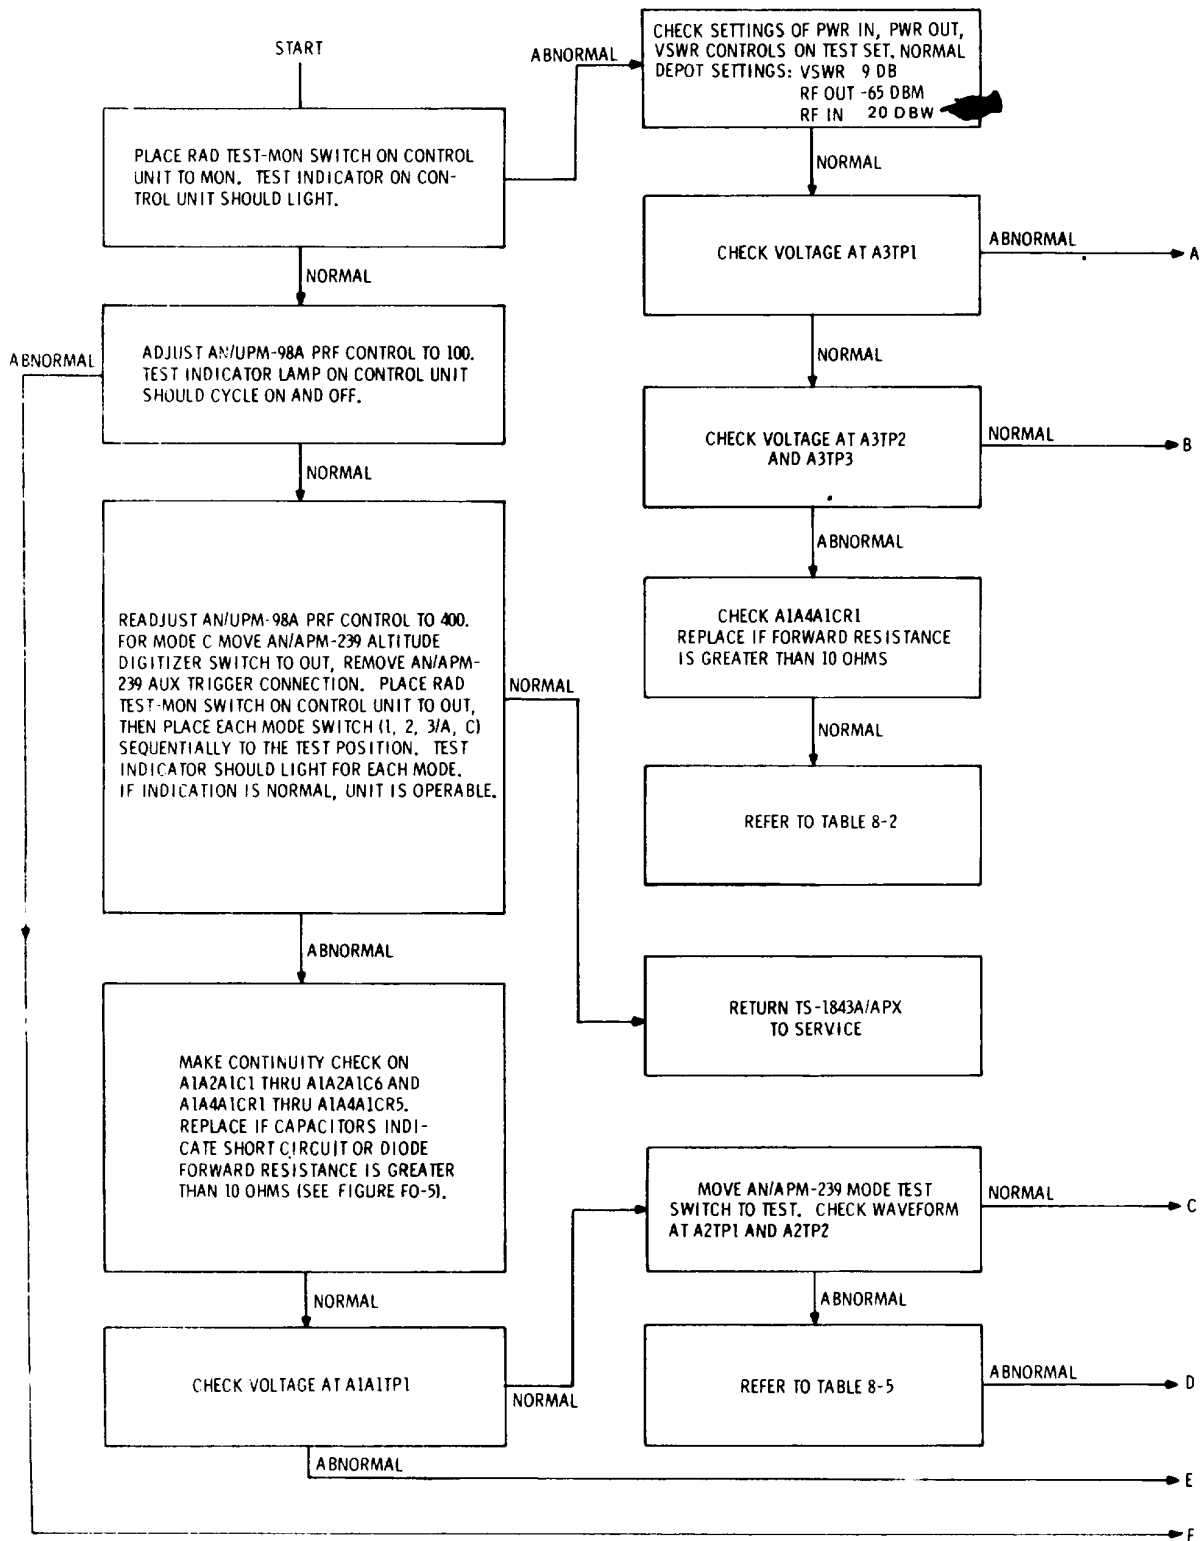 START
PLACE RAD TEST-MON SWITCH ON CONTROL
UNIT TO MON. TEST INDICATOR ON CON-
TROL UNIT SHOULD LIGHT.
NORMAL
ABNORMAL
ADJUST AN/UPM-98A PRF CONTROL TO 100.
TEST INDICATOR LAMP ON CONTROL UNIT
SHOULD CYCLE ON AND OFF.
ABNORMAL
NORMAL
READJUST AN/UPM-98A PRF CONTROL TO 400.
FOR MODE C MOVE AN/APM-239 ALTITUDE
DIGITIZER SWITCH TO OUT, REMOVE AN/APM-
239 AUX TRIGGER CONNECTION. PLACE RAD
TEST-MON SWITCH ON CONTROL UNIT TO OUT,
THEN PLACE EACH MODE SWITCH (1, 2, 3/A, C)
SEQUENTIALLY TO THE TEST POSITION. TEST
INDICATOR SHOULD LIGHT FOR EACH MODE.
IF INDICATION IS NORMAL, UNIT IS OPERABLE.
NORMAL
ABNORMAL
MAKE CONTINUITY CHECK ON
A1A2A1C1 THRU A1A2A1C6 AND
A1A4A1CR1 THRU A1A4A1CR5.
REPLACE IF CAPACITORS INDI-
CATE SHORT CIRCUIT OR DIODE
FORWARD RESISTANCE IS GREATER
THAN 10 OHMS (SEE FIGURE FO-5).
NORMAL
CHECK VOLTAGE AT A1A1TP1
NORMAL
ABNORMAL
CHECK SETTINGS OF PWR IN, PWR OUT,
VSWR CONTROLS ON TEST SET. NORMAL
DEPOT SETTINGS: VSWR 9 DB
RF OUT -65 DBM
RF IN 20 DBW
NORMAL
CHECK VOLTAGE AT A3TP1
ABNORMAL
A
NORMAL
CHECK VOLTAGE AT A3TP2
AND A3TP3
NORMAL
B
ABNORMAL
CHECK A1A4A1CR1
REPLACE IF FORWARD RESISTANCE
IS GREATER THAN 10 OHMS
NORMAL
REFER TO TABLE 8-2
RETURN TS-1843A/APX
TO SERVICE
MOVE AN/APM-239 MODE TEST
SWITCH TO TEST. CHECK WAVEFORM
AT A2TP1 AND A2TP2
NORMAL
C
ABNORMAL
REFER TO TABLE 8-5
ABNORMAL
D
E
F